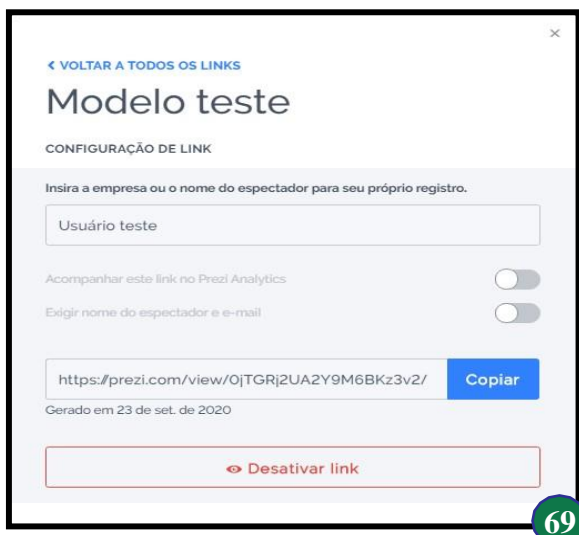 ×
< VOLTAR A TODOS OS LINKS
Modelo teste
CONFIGURAÇÃO DE LINK
Insira a empresa ou o nome do espectador para seu próprio registro.
Usuário teste
Acompanhar este link no Prezi Analytics
Exigir nome do espectador e e-mail
https://prezi.com/view/0jTGRj2UA2Y9M6BKz3v2/ Copiar
Gerado em 23 de set. de 2020
Desativar link
69